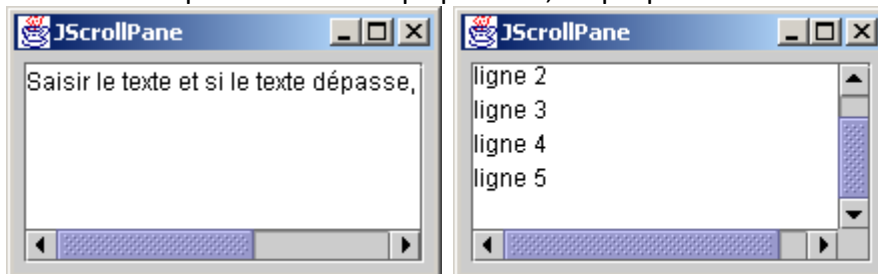 JScrollPane
Saisir le texte et si le texte dépasse,
JScrollPane
ligne 2
ligne 3
ligne 4
ligne 5